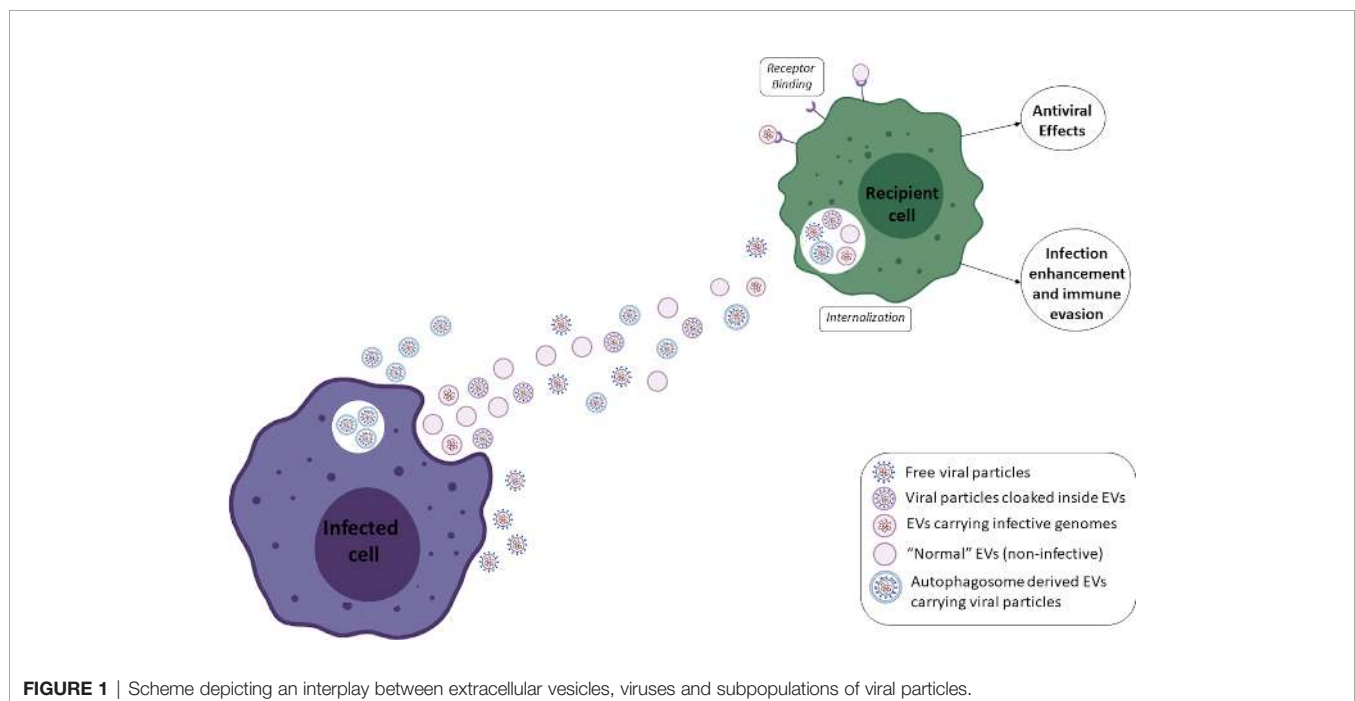 Receptor
Binding
Antiviral
Effects
Recipient
cell
Infection
enhancement
and immune
evasion
Internalization
Infected
cell
Free viral particles
Viral particles cloaked inside EVs
EVs carrying infective genomes
“Normal” EVs (non-infective)
Autophagosome derived EVs
carrying viral particles
FIGURE 1 | Scheme depicting an interplay between extracellular vesicles, viruses and subpopulations of viral particles.